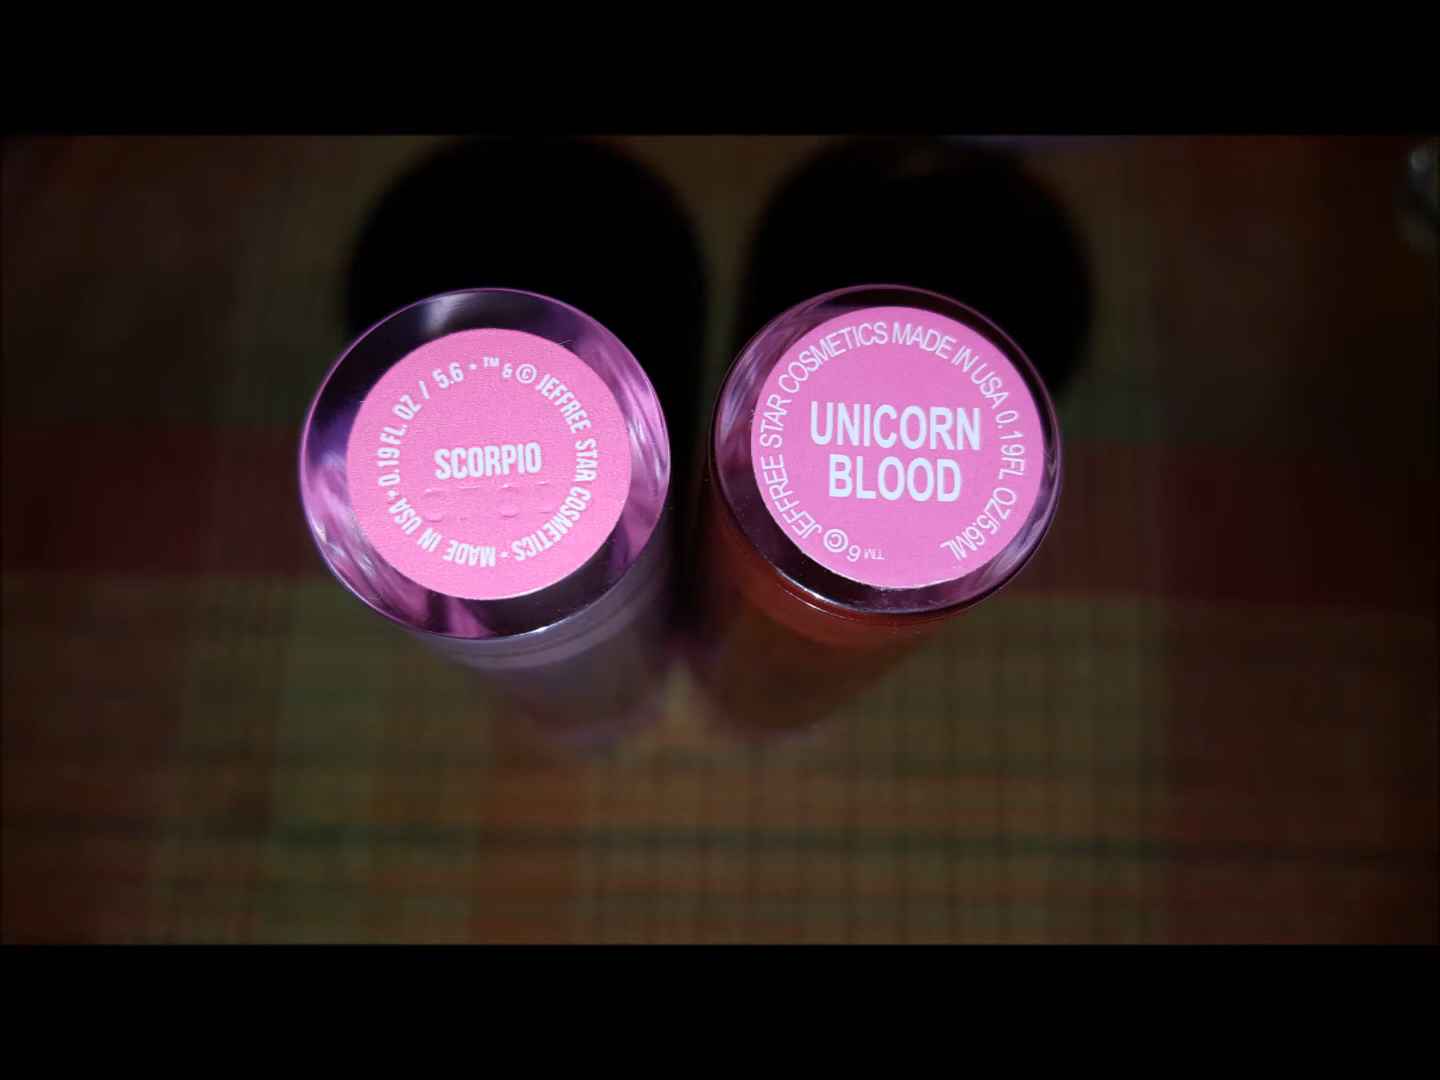 0.19 FL. OZ / 5.6 • ™ & © JEFFREE STAR COSMETICS • MADE IN USA •
SCORPIO
™ & © JEFFREE STAR COSMETICS MADE IN USA 0.19FL OZ/5.6ML
UNICORN
BLOOD